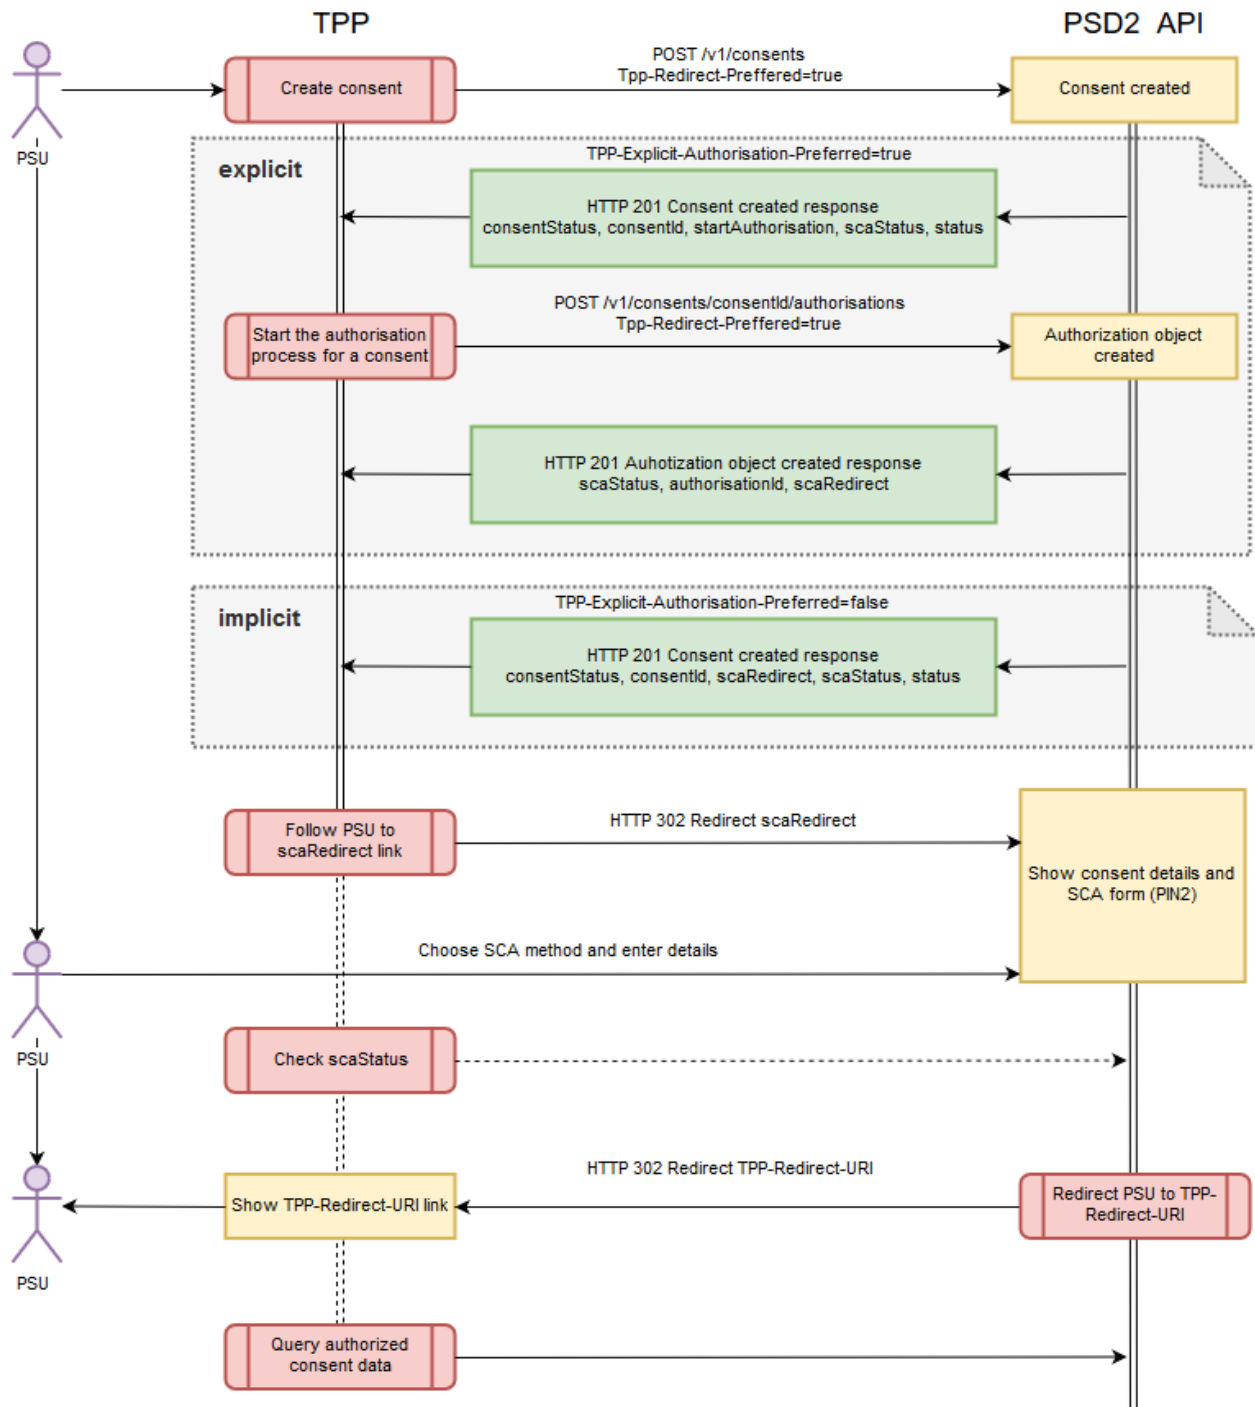 TPP
PSD2 API
POST /v1/consents
Tpp-Redirect-Preffered=true
Create consent
Consent created
PSU
explicit
TPP-Explicit-Authorisation-Preferred=true
HTTP 201 Consent created response
consentStatus, consentId, startAuthorisation, scaStatus, status
POST /v1/consents/consentId/authorisations
Tpp-Redirect-Preffered=true
Start the authorisation
process for a consent
Authorization object
created
HTTP 201 Auhotization object created response
scaStatus, authorisationId, scaRedirect
implicit
TPP-Explicit-Authorisation-Preferred=false
HTTP 201 Consent created response
consentStatus, consentId, scaRedirect, scaStatus, status
Follow PSU to
scaRedirect link
HTTP 302 Redirect scaRedirect
Show consent details and
SCA form (PIN2)
Choose SCA method and enter details
PSU
Check scaStatus
HTTP 302 Redirect TPP-Redirect-URI
Show TPP-Redirect-URI link
Redirect PSU to TPP-
Redirect-URI
PSU
Query authorized
consent data